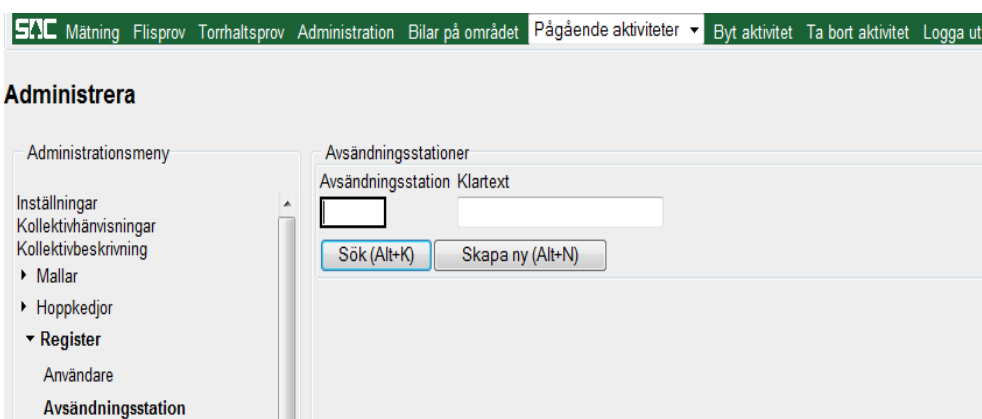 SDC Mätning Flisprov Torrhaltsprov Administration Bilar på området Pågående aktiviteter Byt aktivitet Ta bort aktivitet Logga ut
Administrera
Administrationsmeny
Inställningar
Kollektivhänvisningar
Kollektivbeskrivning
Mallar
Hoppkedjor
Register
Användare
Avsändningsstation
Avsändningsstationer
Avsändningsstation Klartext
Sök (Alt+K) Skapa ny (Alt+N)